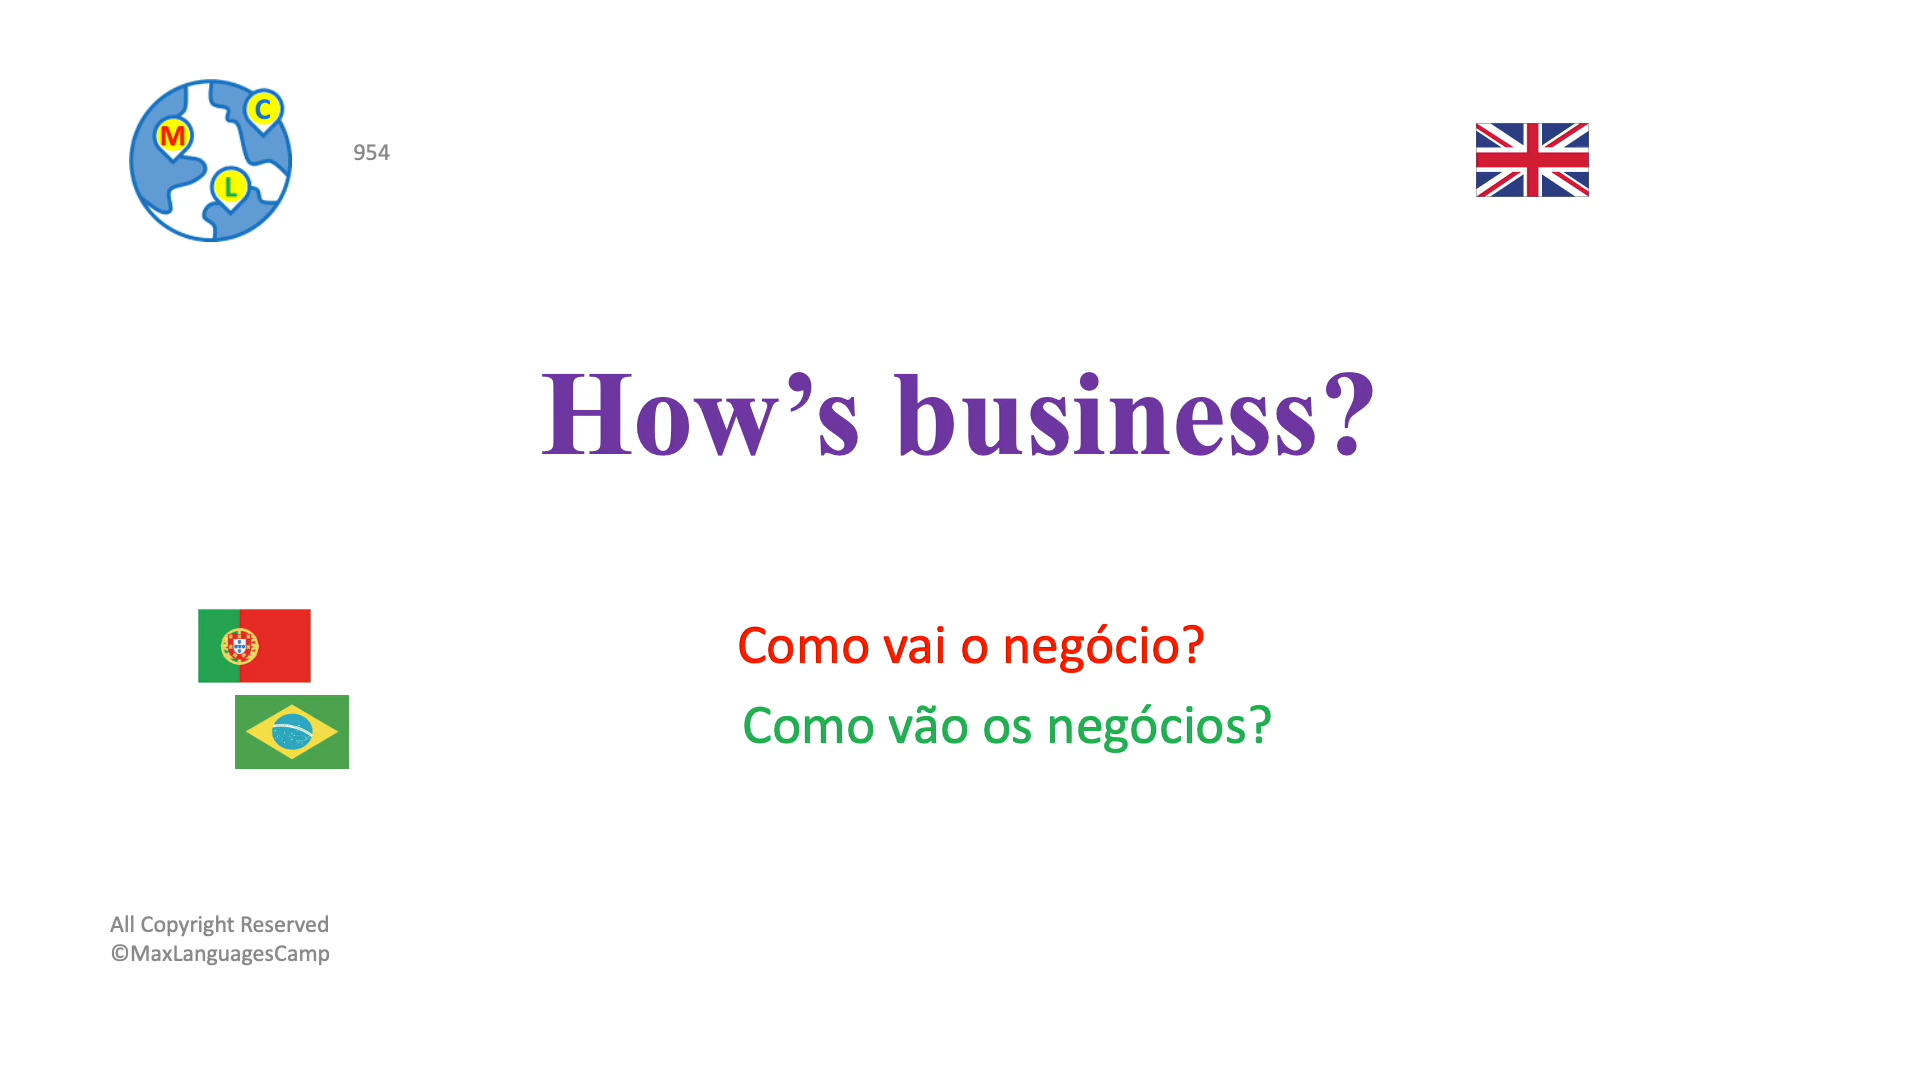 M
C
L
954
How’s business?
Como vai o negócio?
Como vão os negócios?
All Copyright Reserved
©MaxLanguagesCamp